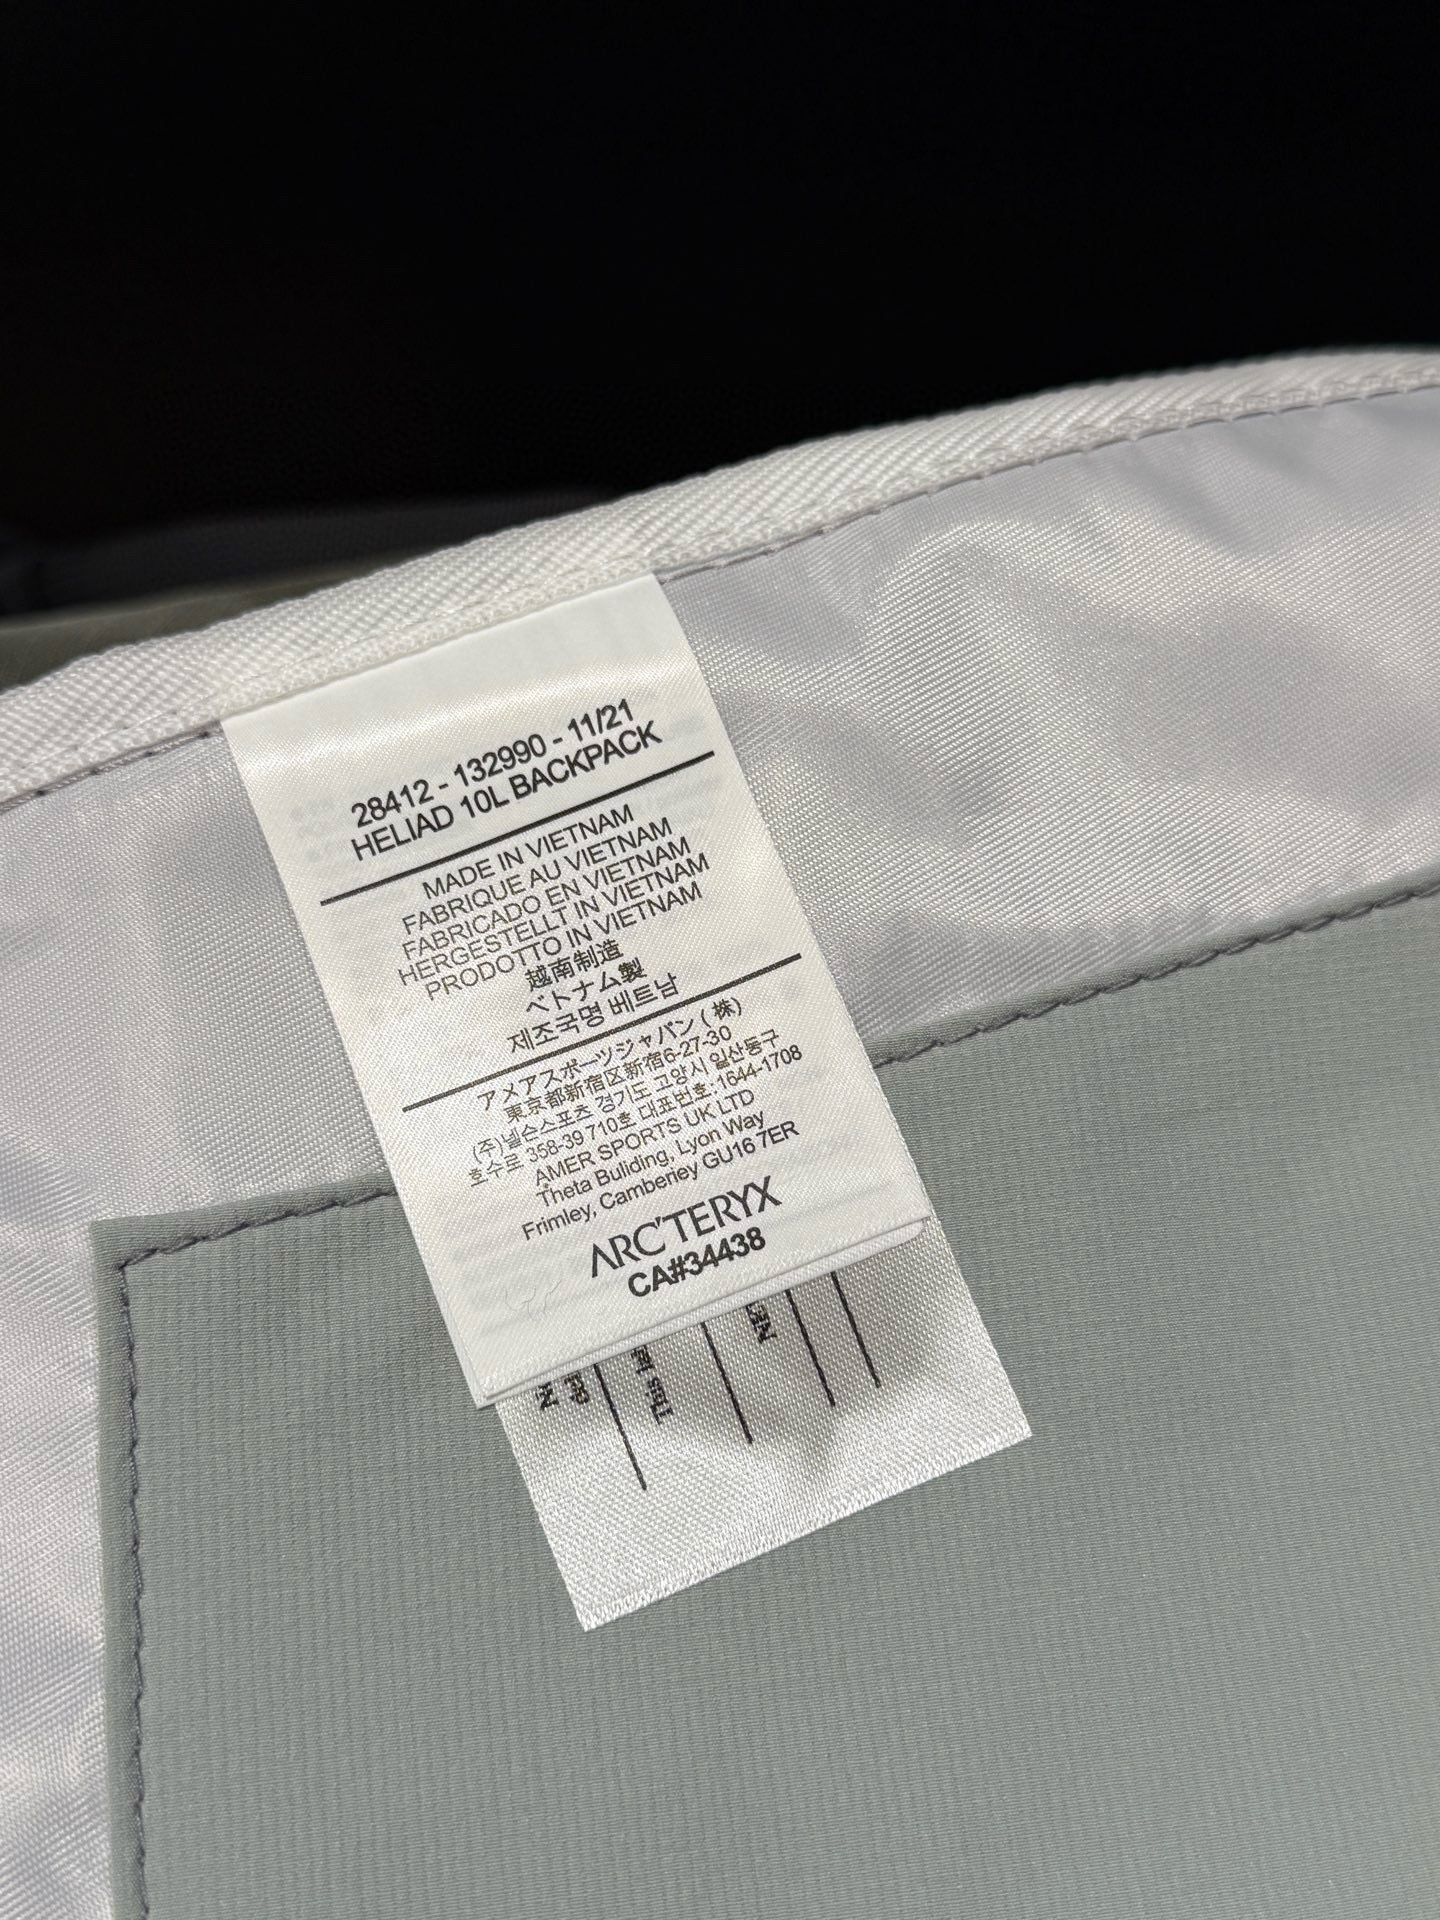 28412 - 132990 - 11/21
HELIAD 10L BACKPACK
MADE IN VIETNAM
FABRIQUE AU VIETNAM
FABRICADO EN VIETNAM
HERGESTELLT IN VIETNAM
PRODOTTO IN VIETNAM
越南制造
ベトナム製
제조국명 베트남
アメアスポーツジャパン (株)
東京都新宿区新宿6-27-30
(주)넬슨스포츠 경기도 고양시 일산동구
호수로 358-39 710호 대표번호:1644-1708
AMER SPORTS UK LTD
Theta Buliding, Lyon Way
Frimley, Camberiey GU16 7ER
ARC'TERYX
CA#34438
This